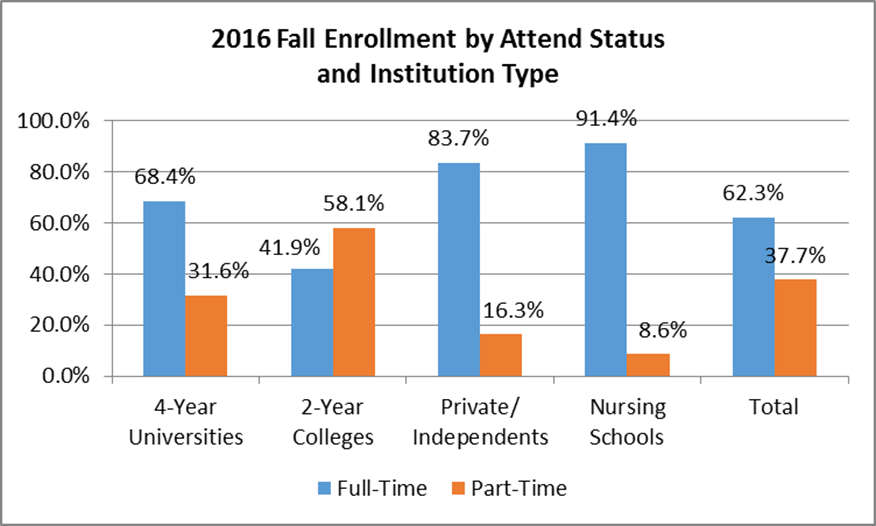 2016 Fall Enrollment by Attend Status
and Institution Type
100.0%
80.0%
60.0%
40.0%
20.0%
0.0%
68.4%
31.6%
41.9%
58.1%
83.7%
16.3%
91.4%
8.6%
62.3%
37.7%
4-Year
Universities
2-Year
Colleges
Private/
Independents
Nursing
Schools
Total
Full-Time
Part-Time